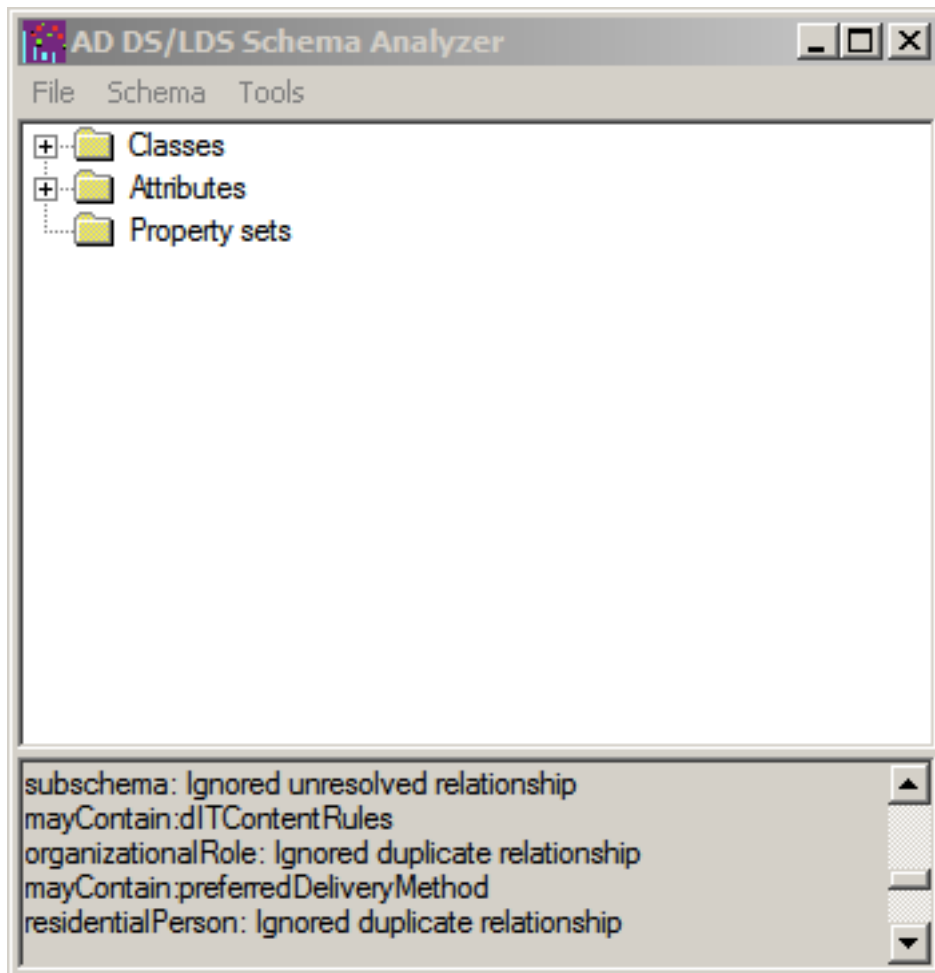 AD DS/LDS Schema Analyzer
File Schema Tools
Classes
Attributes
Property sets
subschema: Ignored unresolved relationship
mayContain:dITContentRules
organizationalRole: Ignored duplicate relationship
mayContain:preferredDeliveryMethod
residentialPerson: Ignored duplicate relationship